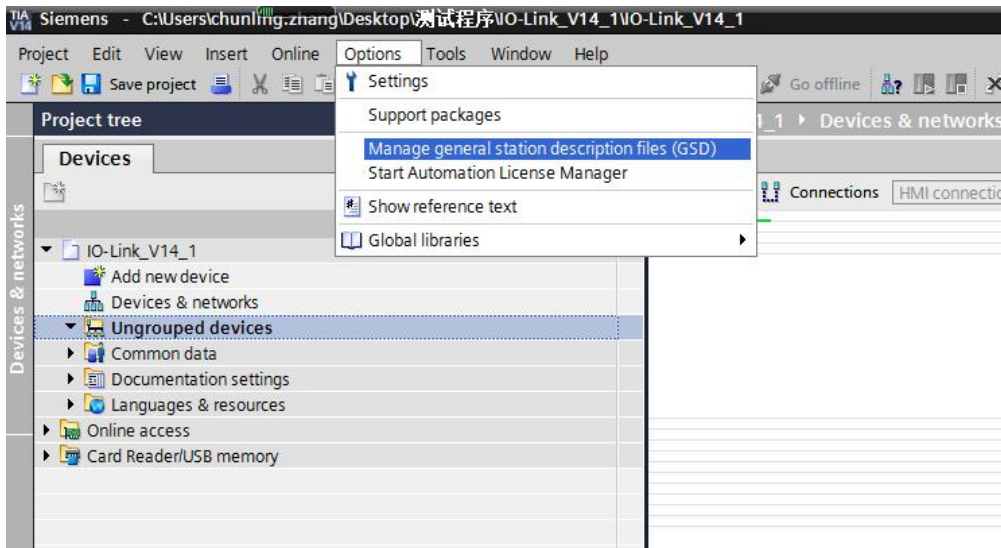 TIA V14 Siemens - C:\Users\chunling.zhang\Desktop\测试程序\IO-Link_V14_1\IO-Link_V14_1
Project Edit View Insert Online Options Tools Window Help
Save project Go offline
Settings
Support packages
Manage general station description files (GSD)
Start Automation License Manager
Show reference text
Global libraries
Project tree
Devices
IO-Link_V14_1
Add new device
Devices & networks
Ungrouped devices
Common data
Documentation settings
Languages & resources
Online access
Card Reader/USB memory
Devices & networks
4_1 Devices & networks
Connections HMI connectio